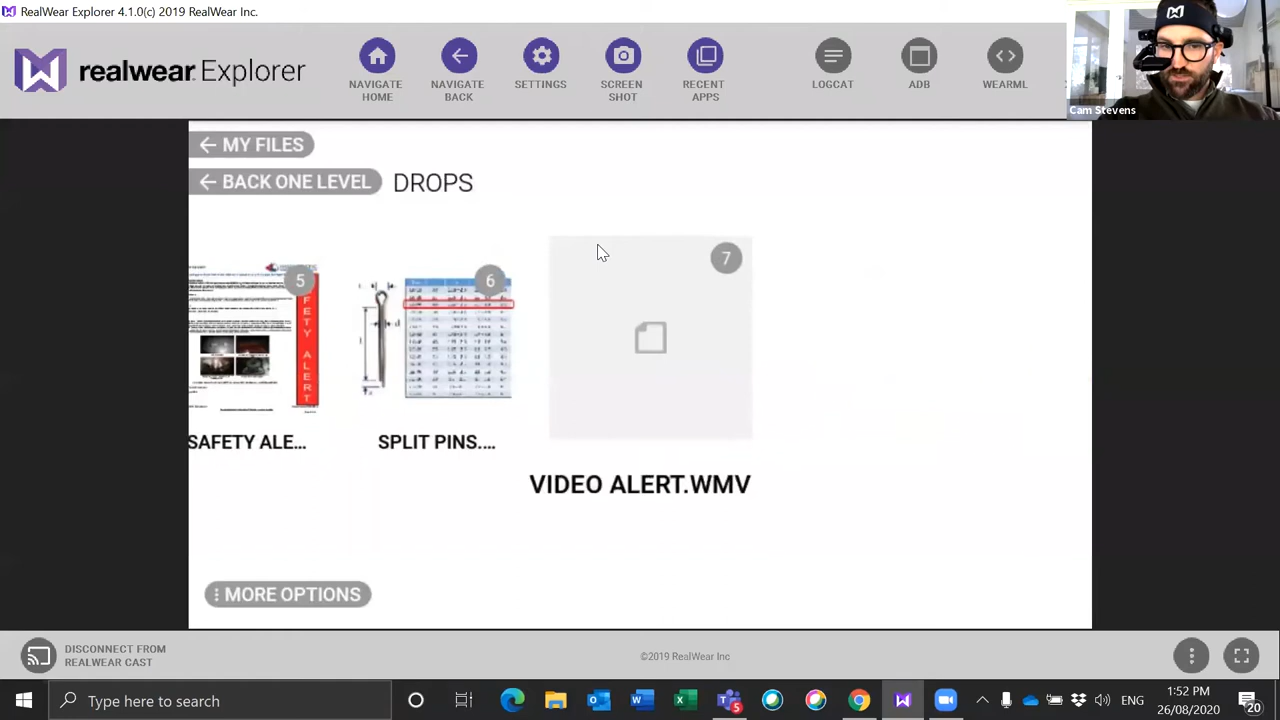 RealWear Explorer 4.1.0(c) 2019 RealWear Inc.
realwear Explorer
NAVIGATE HOME
NAVIGATE BACK
SETTINGS
SCREEN SHOT
RECENT APPS
LOGCAT
ADB
WEARML
Cam Stevens
MY FILES
BACK ONE LEVEL
DROPS
5
6
7
SAFETY ALERT
SAFETY ALE...
SPLIT PINS....
VIDEO ALERT.WMV
MORE OPTIONS
DISCONNECT FROM
REALWEAR CAST
©2019 RealWear Inc
Type here to search
5
ENG
1:52 PM
26/08/2020
20